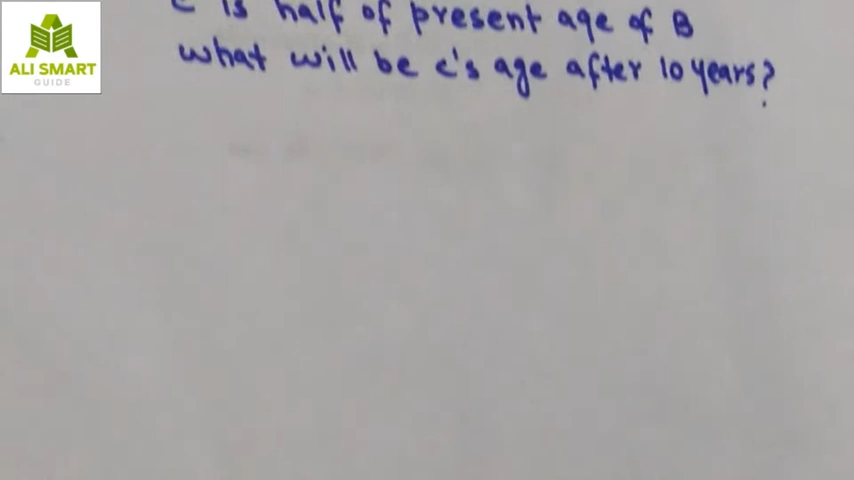 c is half of present age of B
what will be c's age after 10 years?
ALI SMART
GUIDE